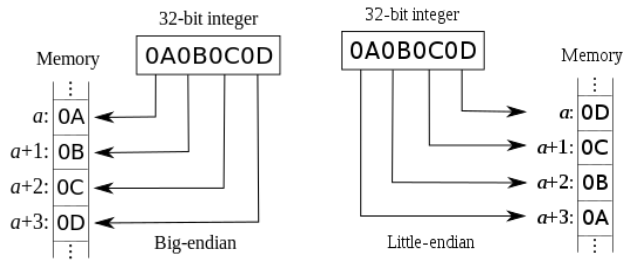 32-bit integer
0A0B0C0D
Memory
⋮
a: 0A
a+1: 0B
a+2: 0C
a+3: 0D
⋮
Big-endian
32-bit integer
0A0B0C0D
Memory
⋮
a: 0D
a+1: 0C
a+2: 0B
a+3: 0A
⋮
Little-endian